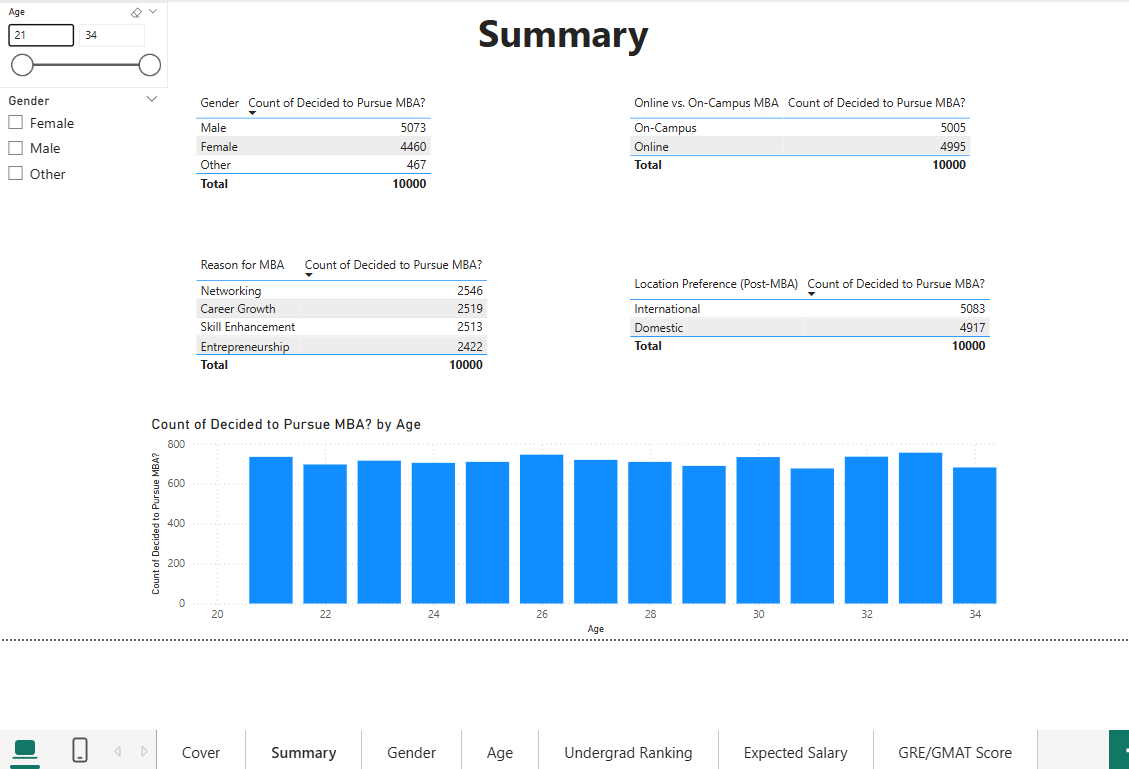 Age
21 34
Summary
Gender
Female
Male
Other
Gender Count of Decided to Pursue MBA?
Male 5073
Female 4460
Other 467
Total 10000
Online vs. On-Campus MBA Count of Decided to Pursue MBA?
On-Campus 5005
Online 4995
Total 10000
Reason for MBA Count of Decided to Pursue MBA?
Networking 2546
Career Growth 2519
Skill Enhancement 2513
Entrepreneurship 2422
Total 10000
Location Preference (Post-MBA) Count of Decided to Pursue MBA?
International 5083
Domestic 4917
Total 10000
Count of Decided to Pursue MBA? by Age
Count of Decided to Pursue MBA?
800
600
400
200
0
20 22 24 26 28 30 32 34
Age
Cover Summary Gender Age Undergrad Ranking Expected Salary GRE/GMAT Score